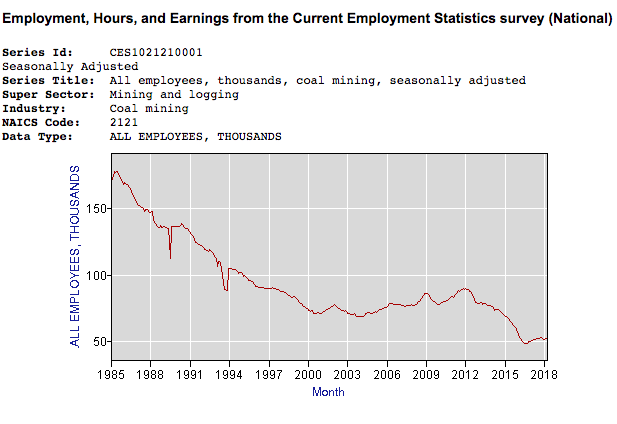 Employment, Hours, and Earnings from the Current Employment Statistics survey (National)
Series Id: CES1021210001
Seasonally Adjusted
Series Title: All employees, thousands, coal mining, seasonally adjusted
Super Sector: Mining and logging
Industry: Coal mining
NAICS Code: 2121
Data Type: ALL EMPLOYEES, THOUSANDS
ALL EMPLOYEES, THOUSANDS
150
100
50
1985 1988 1991 1994 1997 2000 2003 2006 2009 2012 2015 2018
Month